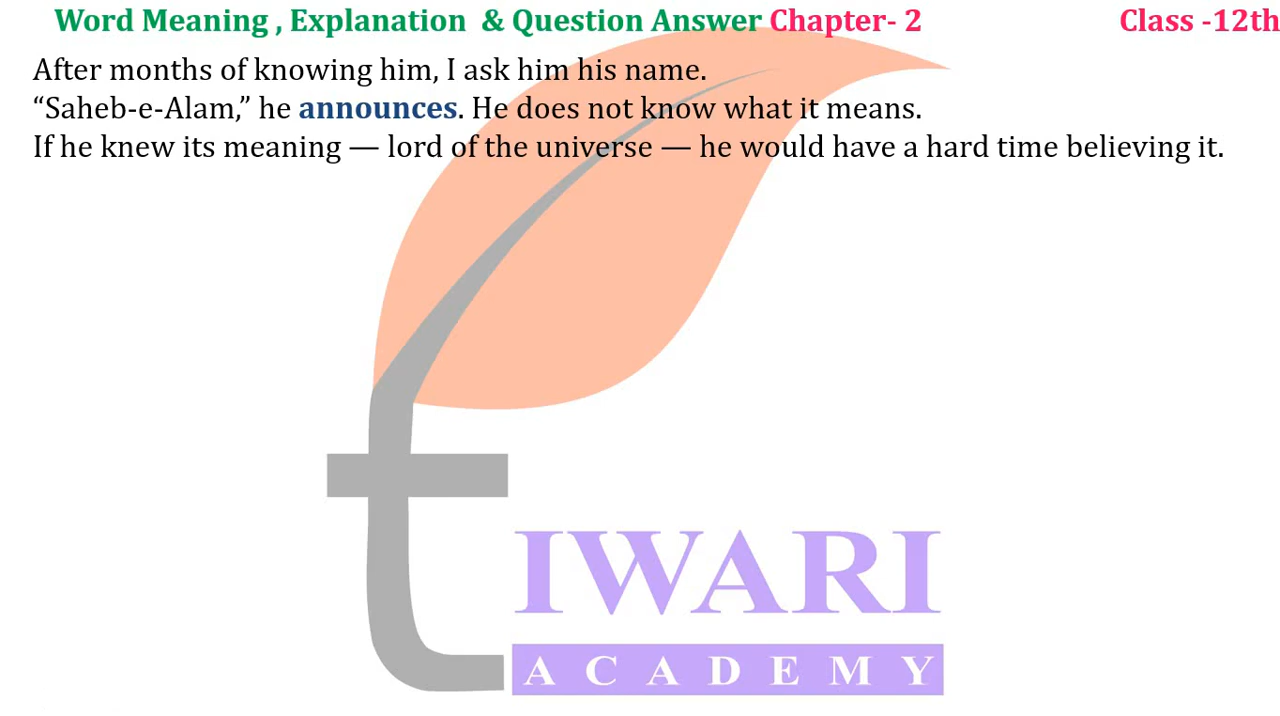 Word Meaning , Explanation & Question Answer Chapter- 2 Class -12th
After months of knowing him, I ask him his name.
“Saheb-e-Alam,” he announces. He does not know what it means.
If he knew its meaning — lord of the universe — he would have a hard time believing it.
tIWARI
ACADEMY